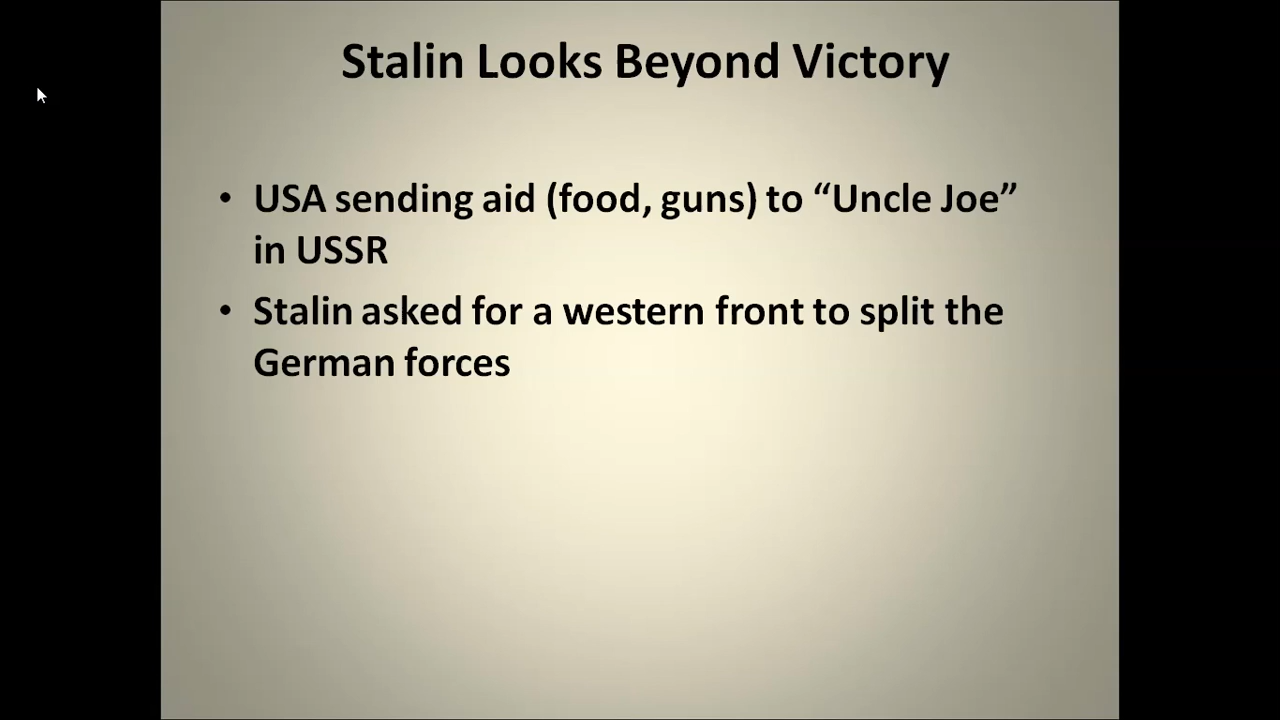 Stalin Looks Beyond Victory
• USA sending aid (food, guns) to “Uncle Joe”
in USSR
• Stalin asked for a western front to split the
German forces